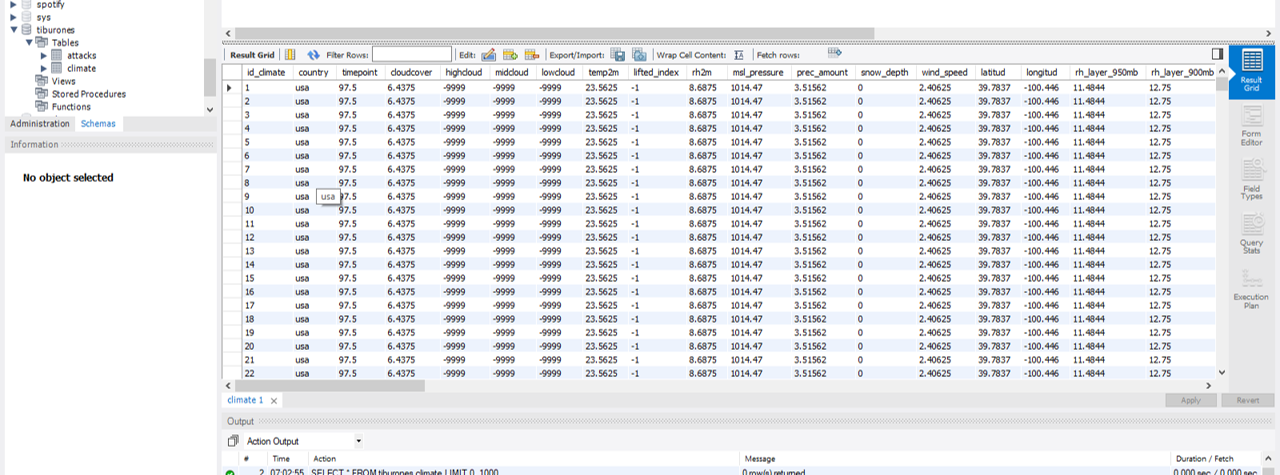 spotify
sys
tiburones
Tables
attacks
climate
Views
Stored Procedures
Functions
Administration Schemas
Information
No object selected
Result Grid Filter Rows: Edit: Export/Import: Wrap Cell Content: Fetch rows:
id_climate country timepoint cloudcover highcloud midcloud lowcloud temp2m lifted_index rh2m msl_pressure prec_amount snow_depth wind_speed latitud longitud rh_layer_950mb rh_layer_900mb
1 usa 97.5 6.4375 -9999 -9999 -9999 23.5625 -1 8.6875 1014.47 3.51562 0 2.40625 39.7837 -100.446 11.4844 12.75
2 usa 97.5 6.4375 -9999 -9999 -9999 23.5625 -1 8.6875 1014.47 3.51562 0 2.40625 39.7837 -100.446 11.4844 12.75
3 usa 97.5 6.4375 -9999 -9999 -9999 23.5625 -1 8.6875 1014.47 3.51562 0 2.40625 39.7837 -100.446 11.4844 12.75
4 usa 97.5 6.4375 -9999 -9999 -9999 23.5625 -1 8.6875 1014.47 3.51562 0 2.40625 39.7837 -100.446 11.4844 12.75
5 usa 97.5 6.4375 -9999 -9999 -9999 23.5625 -1 8.6875 1014.47 3.51562 0 2.40625 39.7837 -100.446 11.4844 12.75
6 usa 97.5 6.4375 -9999 -9999 -9999 23.5625 -1 8.6875 1014.47 3.51562 0 2.40625 39.7837 -100.446 11.4844 12.75
7 usa 97.5 6.4375 -9999 -9999 -9999 23.5625 -1 8.6875 1014.47 3.51562 0 2.40625 39.7837 -100.446 11.4844 12.75
8 usa 97.5 6.4375 -9999 -9999 -9999 23.5625 -1 8.6875 1014.47 3.51562 0 2.40625 39.7837 -100.446 11.4844 12.75
9 usa usa 7.5 6.4375 -9999 -9999 -9999 23.5625 -1 8.6875 1014.47 3.51562 0 2.40625 39.7837 -100.446 11.4844 12.75
10 usa 97.5 6.4375 -9999 -9999 -9999 23.5625 -1 8.6875 1014.47 3.51562 0 2.40625 39.7837 -100.446 11.4844 12.75
11 usa 97.5 6.4375 -9999 -9999 -9999 23.5625 -1 8.6875 1014.47 3.51562 0 2.40625 39.7837 -100.446 11.4844 12.75
12 usa 97.5 6.4375 -9999 -9999 -9999 23.5625 -1 8.6875 1014.47 3.51562 0 2.40625 39.7837 -100.446 11.4844 12.75
13 usa 97.5 6.4375 -9999 -9999 -9999 23.5625 -1 8.6875 1014.47 3.51562 0 2.40625 39.7837 -100.446 11.4844 12.75
14 usa 97.5 6.4375 -9999 -9999 -9999 23.5625 -1 8.6875 1014.47 3.51562 0 2.40625 39.7837 -100.446 11.4844 12.75
15 usa 97.5 6.4375 -9999 -9999 -9999 23.5625 -1 8.6875 1014.47 3.51562 0 2.40625 39.7837 -100.446 11.4844 12.75
16 usa 97.5 6.4375 -9999 -9999 -9999 23.5625 -1 8.6875 1014.47 3.51562 0 2.40625 39.7837 -100.446 11.4844 12.75
17 usa 97.5 6.4375 -9999 -9999 -9999 23.5625 -1 8.6875 1014.47 3.51562 0 2.40625 39.7837 -100.446 11.4844 12.75
18 usa 97.5 6.4375 -9999 -9999 -9999 23.5625 -1 8.6875 1014.47 3.51562 0 2.40625 39.7837 -100.446 11.4844 12.75
19 usa 97.5 6.4375 -9999 -9999 -9999 23.5625 -1 8.6875 1014.47 3.51562 0 2.40625 39.7837 -100.446 11.4844 12.75
20 usa 97.5 6.4375 -9999 -9999 -9999 23.5625 -1 8.6875 1014.47 3.51562 0 2.40625 39.7837 -100.446 11.4844 12.75
21 usa 97.5 6.4375 -9999 -9999 -9999 23.5625 -1 8.6875 1014.47 3.51562 0 2.40625 39.7837 -100.446 11.4844 12.75
22 usa 97.5 6.4375 -9999 -9999 -9999 23.5625 -1 8.6875 1014.47 3.51562 0 2.40625 39.7837 -100.446 11.4844 12.75
Result
Grid
Form
Editor
Field
Types
Query
Stats
Execution
Plan
climate 1 Apply Revert
Output
Action Output
# Time Action Message Duration / Fetch
2 07:02:55 SELECT * FROM tiburones.climate LIMIT 0, 1000 0 row(s) returned 0.000 sec / 0.000 sec